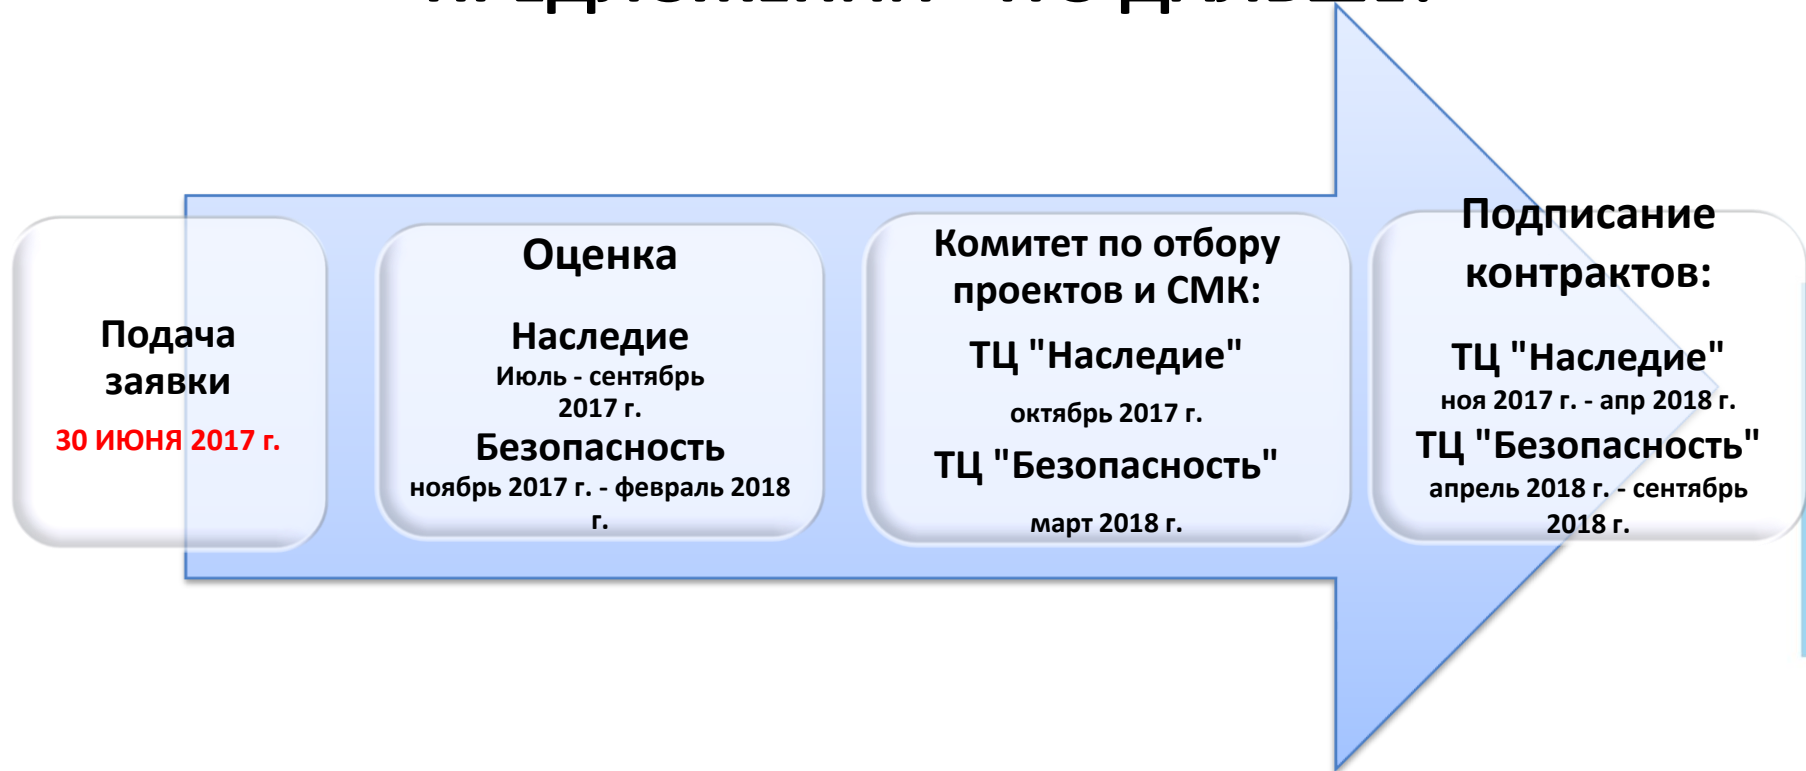 Подача
заявки
30 ИЮНЯ 2017 г.
Оценка
Наследие
Июль - сентябрь
2017 г.
Безопасность
ноябрь 2017 г. - февраль 2018
г.
Комитет по отбору
проектов и СМК:
ТЦ "Наследие"
октябрь 2017 г.
ТЦ "Безопасность"
март 2018 г.
Подписание
контрактов:
ТЦ "Наследие"
ноя 2017 г. - апр 2018 г.
ТЦ "Безопасность"
апрель 2018 г. - сентябрь
2018 г.